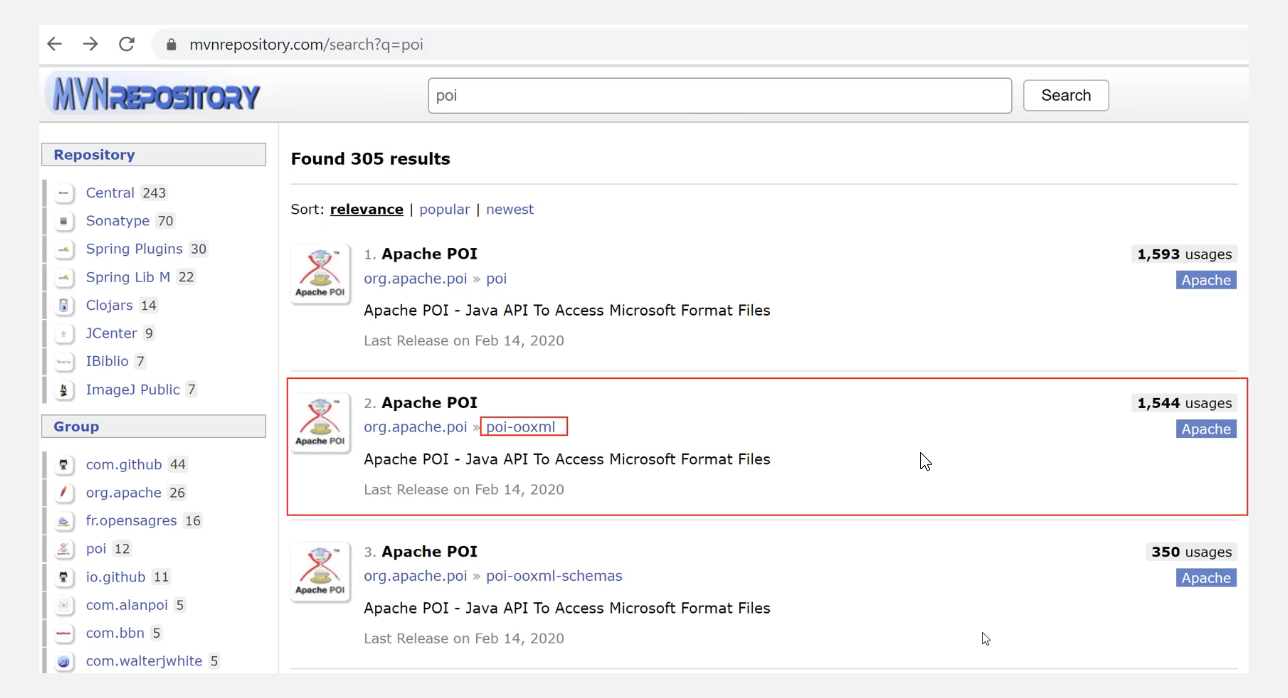 mvnrepository.com/search?q=poi
MVNREPOSITORY
poi
Search
Repository
Central 243
Sonatype 70
Spring Plugins 30
Spring Lib M 22
Clojars 14
JCenter 9
IBiblio 7
ImageJ Public 7
Group
com.github 44
org.apache 26
fr.opensagres 16
poi 12
io.github 11
com.alanpoi 5
com.bbn 5
com.walterjwhite 5
Found 305 results
Sort: relevance | popular | newest
Apache POI
1. Apache POI
1,593 usages
org.apache.poi » poi
Apache
Apache POI - Java API To Access Microsoft Format Files
Last Release on Feb 14, 2020
Apache POI
2. Apache POI
1,544 usages
org.apache.poi » poi-ooxml
Apache
Apache POI - Java API To Access Microsoft Format Files
Last Release on Feb 14, 2020
Apache POI
3. Apache POI
350 usages
org.apache.poi » poi-ooxml-schemas
Apache
Apache POI - Java API To Access Microsoft Format Files
Last Release on Feb 14, 2020